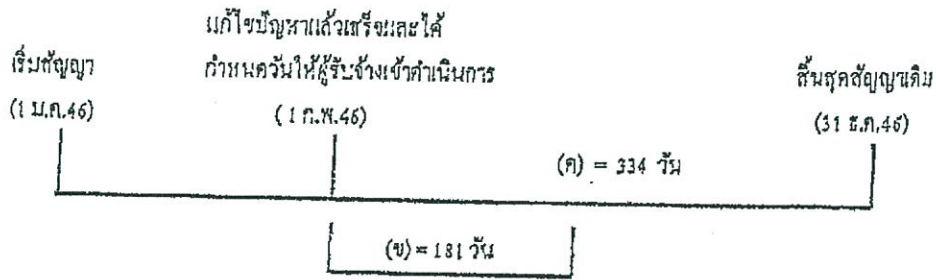 แก้ไขปัญหาแล้วเสร็จและได้
เริ่มสัญญา
กำหนดวันให้ผู้รับจ้างเข้าดำเนินการ
สิ้นสุดสัญญาเดิม
(1 ม.ค.46)
( 1 ก.พ.46)
(31 ธ.ค.46)
(ค) = 334 วัน
(ข) = 181 วัน